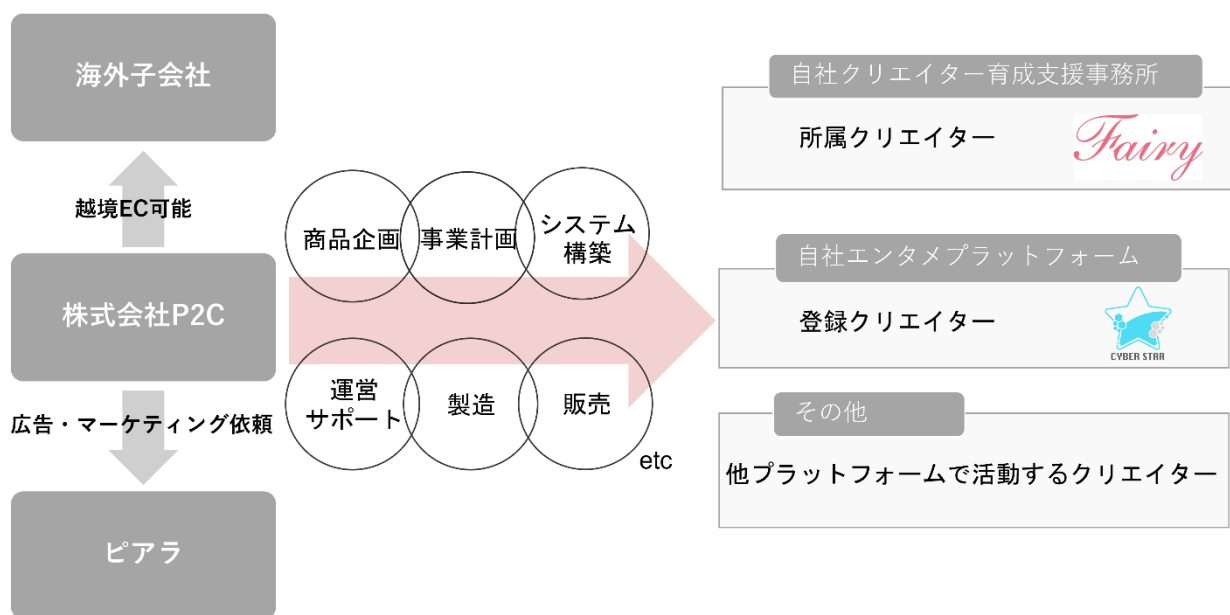 海外子会社
越境EC可能
株式会社P2C
広告・マーケティング依頼
ピアラ
商品企画
事業計画
システム
構築
運営
サポート
製造
販売
etc
自社クリエイター育成支援事務所
所属クリエイター
Fairy
自社エンタメプラットフォーム
登録クリエイター
CYBER STAR
その他
他プラットフォームで活動するクリエイター